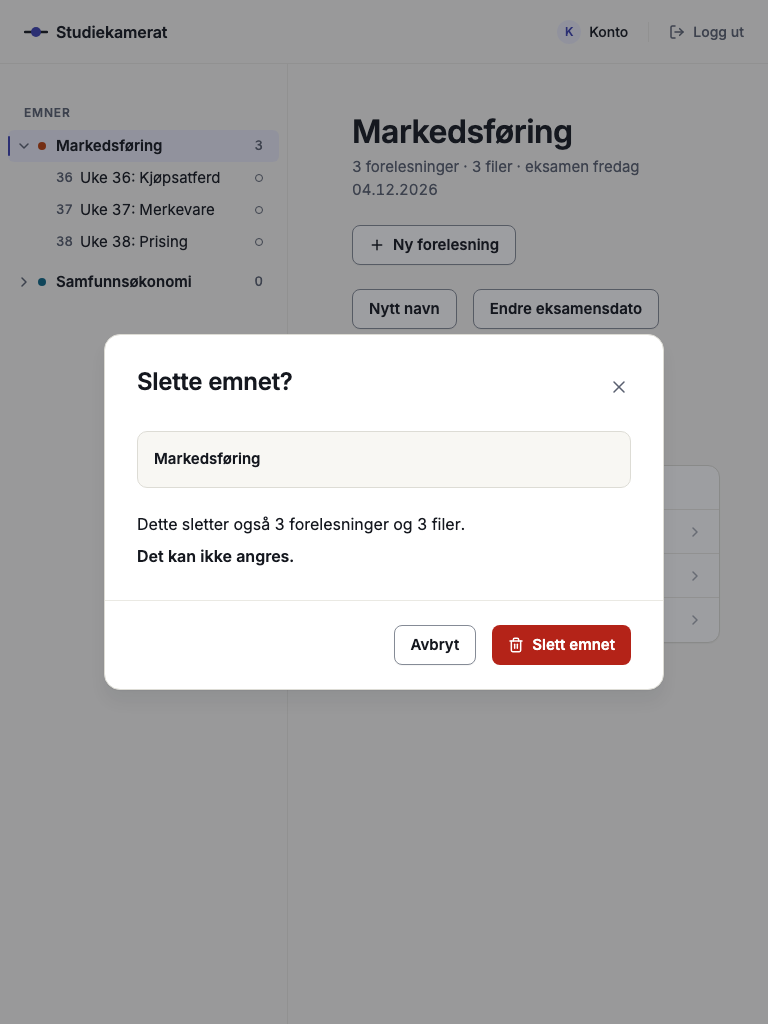 Studiekamerat
K Konto
Logg ut
EMNER
Markedsføring 3
36 Uke 36: Kjøpsatferd
37 Uke 37: Merkevare
38 Uke 38: Prising
Samfunnsøkonomi 0
Markedsføring
3 forelesninger · 3 filer · eksamen fredag
04.12.2026
Ny forelesning
Nytt navn
Endre eksamensdato
Slette emnet?
Markedsføring
Dette sletter også 3 forelesninger og 3 filer.
Det kan ikke angres.
Avbryt
Slett emnet